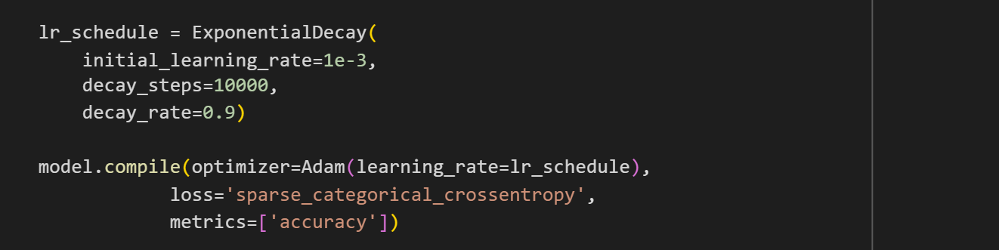 lr_schedule = ExponentialDecay(
    initial_learning_rate=1e-3,
    decay_steps=10000,
    decay_rate=0.9)

model.compile(optimizer=Adam(learning_rate=lr_schedule),
            loss='sparse_categorical_crossentropy',
            metrics=['accuracy'])